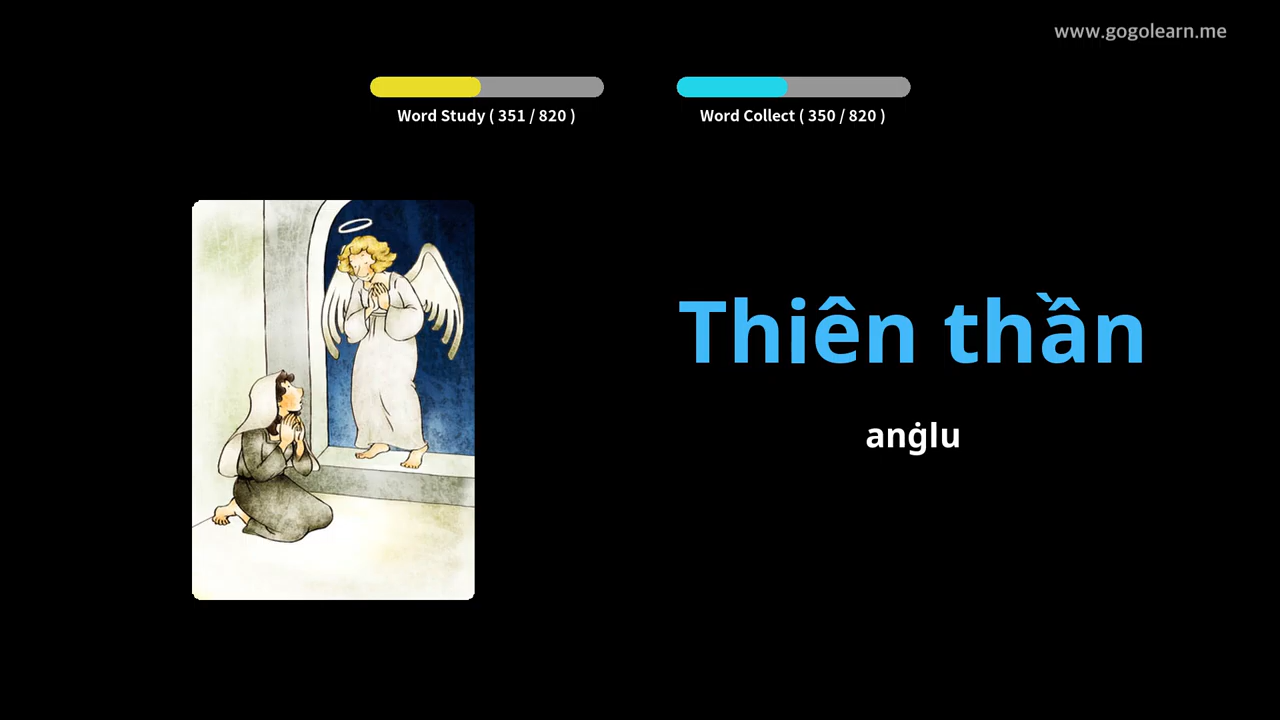 www.gogolearn.me
Word Study ( 351 / 820 )
Word Collect ( 350 / 820 )
Thiên thần
anġlu